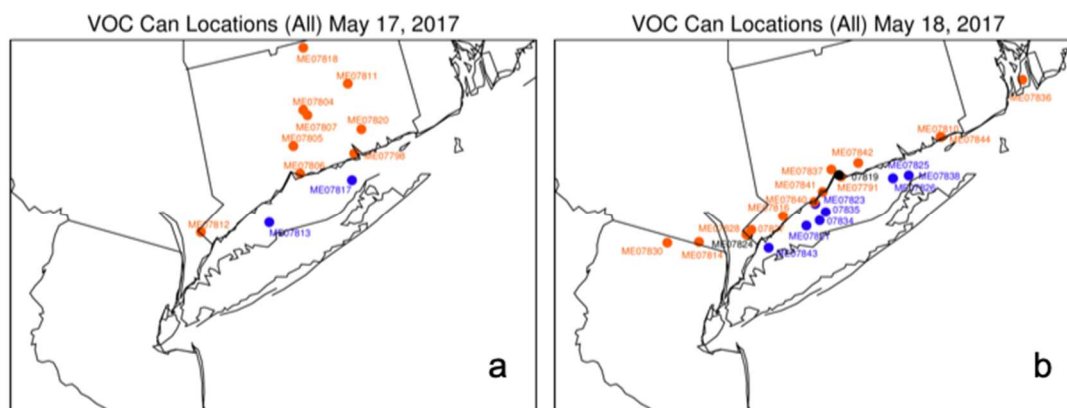 VOC Can Locations (All) May 17, 2017
ME07818
ME07811
ME07804
ME07807
ME07820
ME07805
ME07798
ME07806
ME07817
ME07812
ME07813
a
VOC Can Locations (All) May 18, 2017
ME07836
ME07844
ME07842
ME07825
ME07837
07819
ME07838
ME07841
ME07791
ME07826
ME07840
ME07823
ME07816
07835
ME07828
07834
ME07824
ME07830
ME07814
ME07843
b